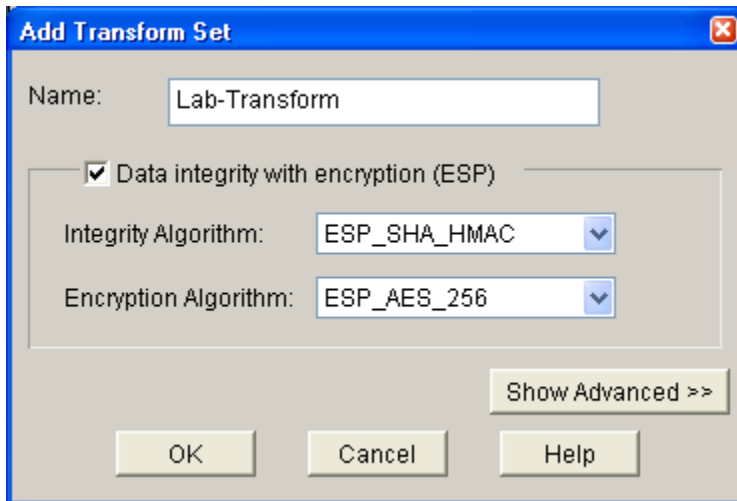 Add Transform Set
Name: Lab-Transform
Data integrity with encryption (ESP)
Integrity Algorithm: ESP_SHA_HMAC
Encryption Algorithm: ESP_AES_256
Show Advanced >>
OK Cancel Help